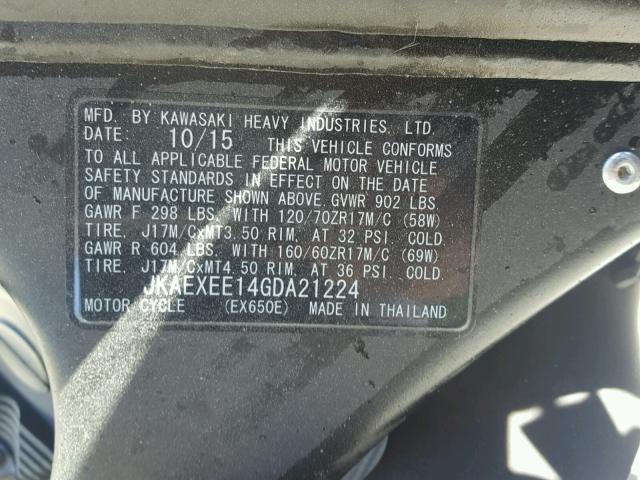 MFD. BY KAWASAKI HEAVY INDUSTRIES, LTD.
DATE: 10/15 THIS VEHICLE CONFORMS
TO ALL APPLICABLE FEDERAL MOTOR VEHICLE
SAFETY STANDARDS IN EFFECT ON THE DATE
OF MANUFACTURE SHOWN ABOVE. GVWR 902 LBS.
GAWR F 298 LBS. WITH 120/70ZR17M/C (58W)
TIRE, J17M/CxMT3.50 RIM, AT 32 PSI COLD
GAWR R 604 LBS. WITH 160/60ZR17M/C (69W)
TIRE, J17M/CxMT4.50 RIM, AT 36 PSI COLD
JKAEXEE14GDA21224
MOTOR CYCLE (EX650E) MADE IN THAILAND